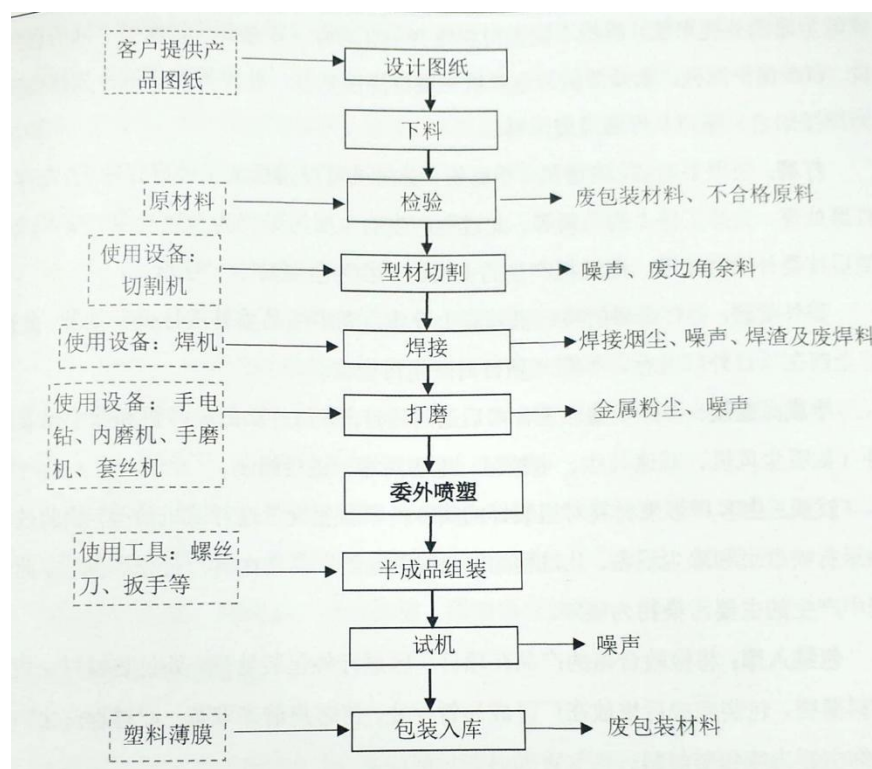 客户提供产
品图纸
设计图纸
下料
原材料
检验
废包装材料、不合格原料
使用设备:
切割机
型材切割
噪声、废边角余料
使用设备:焊机
焊接
焊接烟尘、噪声、焊渣及废焊料
使用设备:手电
钻、内磨机、手磨
机、套丝机
打磨
金属粉尘、噪声
委外喷塑
使用工具:螺丝
刀、扳手等
半成品组装
试机
噪声
塑料薄膜
包装入库
废包装材料